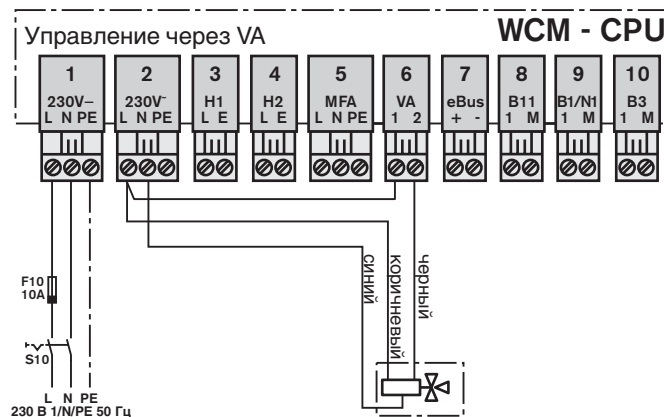 Управление через VA
WCM - CPU
1 2 3 4 5 6 7 8 9 10
230V~ 230V~ H1 H2 MFA VA eBus B11 B1/N1 B3
L N PE L N PE L E L E L N PE 1 2 + - 1 M 1 M 1 M
синий
коричневый
черный
F10
10A
S10
L N PE
230 В 1/N/PE 50 Гц